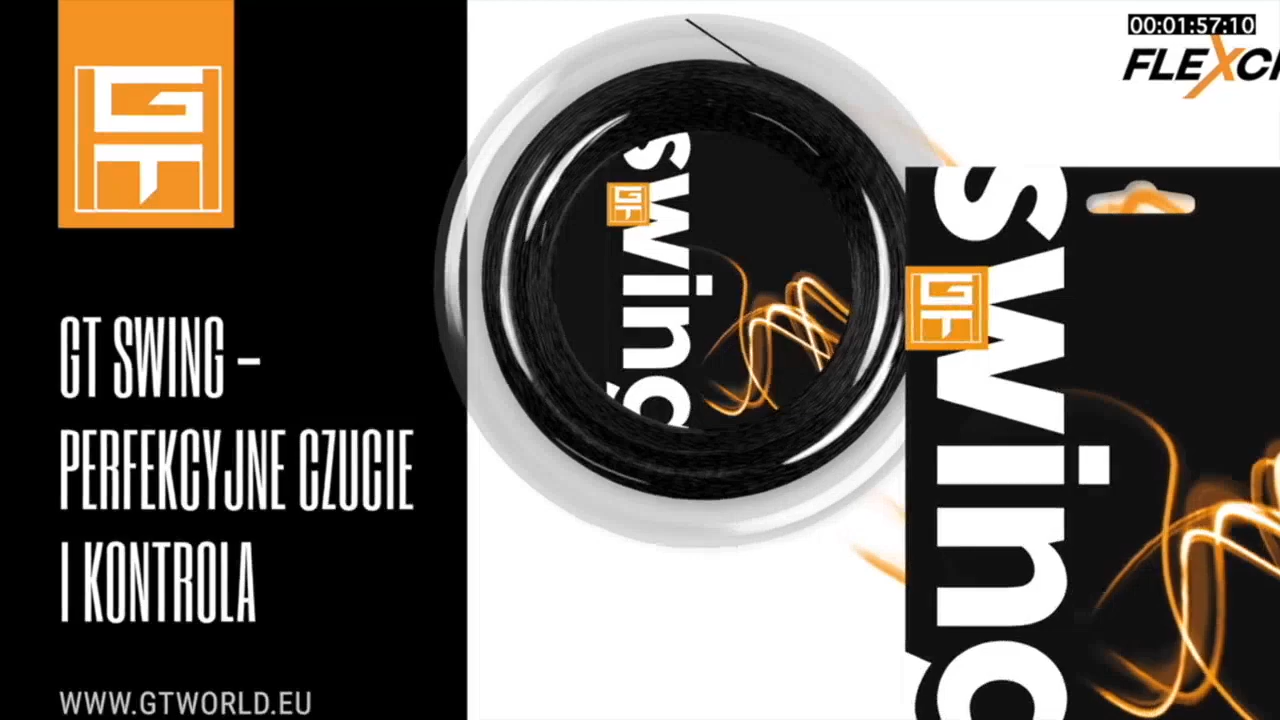 00:01:57:10
GT
GT SWING –
PERFEKCYJNE CZUCIE
I KONTROLA
WWW.GTWORLD.EU
swing
GT
swing
GT